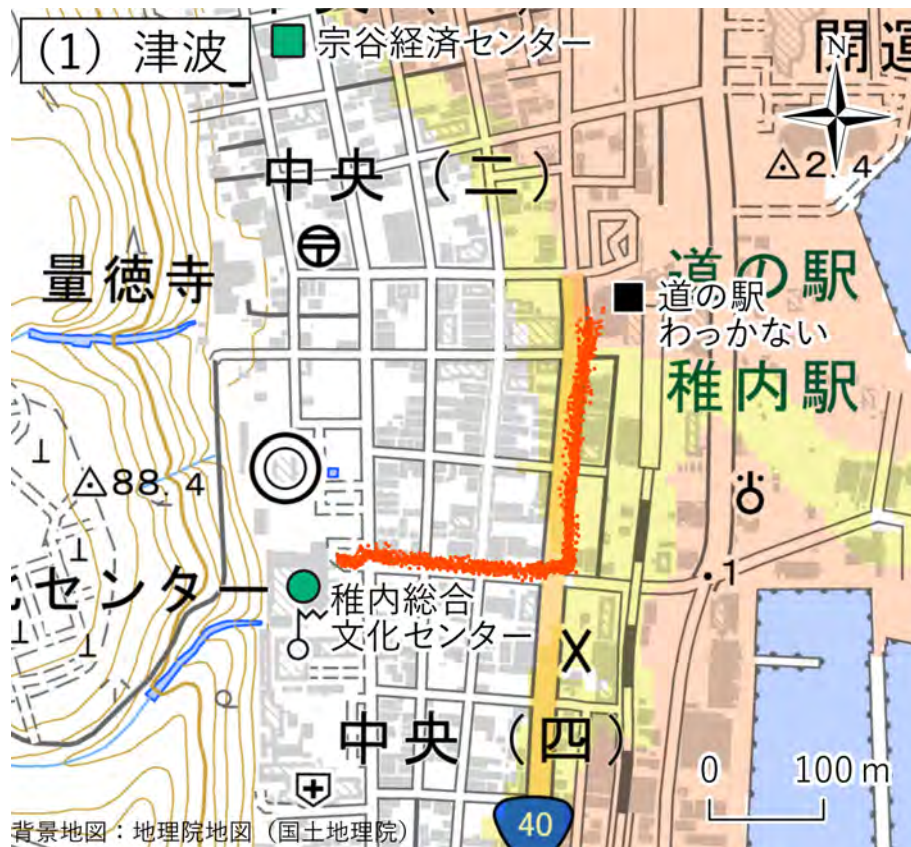 (1) 津波
宗谷経済センター
N
中央(二)
2.4
量徳寺
道の駅
稚内駅
道の駅
わっかない
88.4
化センター
稚内総合
文化センター
.1
中央(四)
0 100m
40
背景地図:地理院地図(国土地理院)